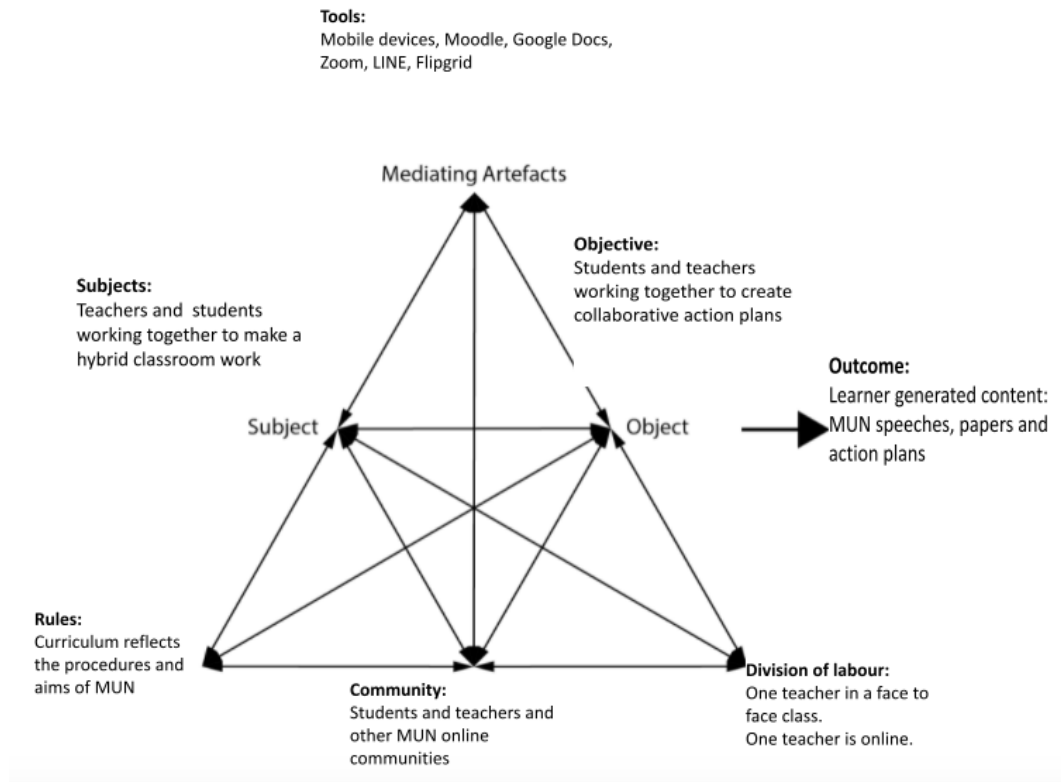 Tools:
Mobile devices, Moodle, Google Docs,
Zoom, LINE, Flipgrid
Mediating Artefacts
Objective:
Students and teachers
working together to create
collaborative action plans
Subjects:
Teachers and students
working together to make a
hybrid classroom work
Outcome:
Learner generated content:
MUN speeches, papers and
action plans
Subject
Object
Rules:
Curriculum reflects
the procedures and
aims of MUN
Community:
Students and teachers and
other MUN online
communities
Division of labour:
One teacher in a face to
face class.
One teacher is online.